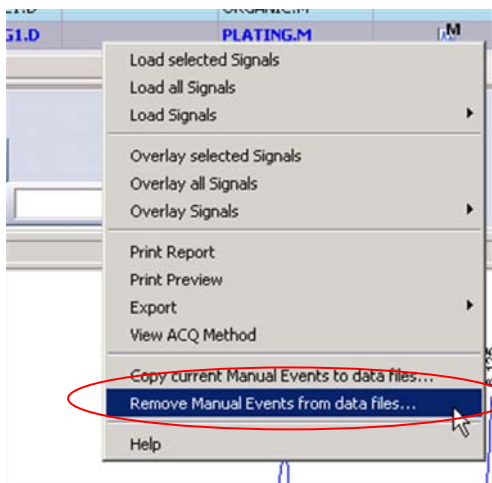 G1.D PLATING.M M
Load selected Signals
Load all Signals
Load Signals
Overlay selected Signals
Overlay all Signals
Overlay Signals
Print Report
Print Preview
Export
View ACQ Method
Copy current Manual Events to data files...
Remove Manual Events from data files...
Help